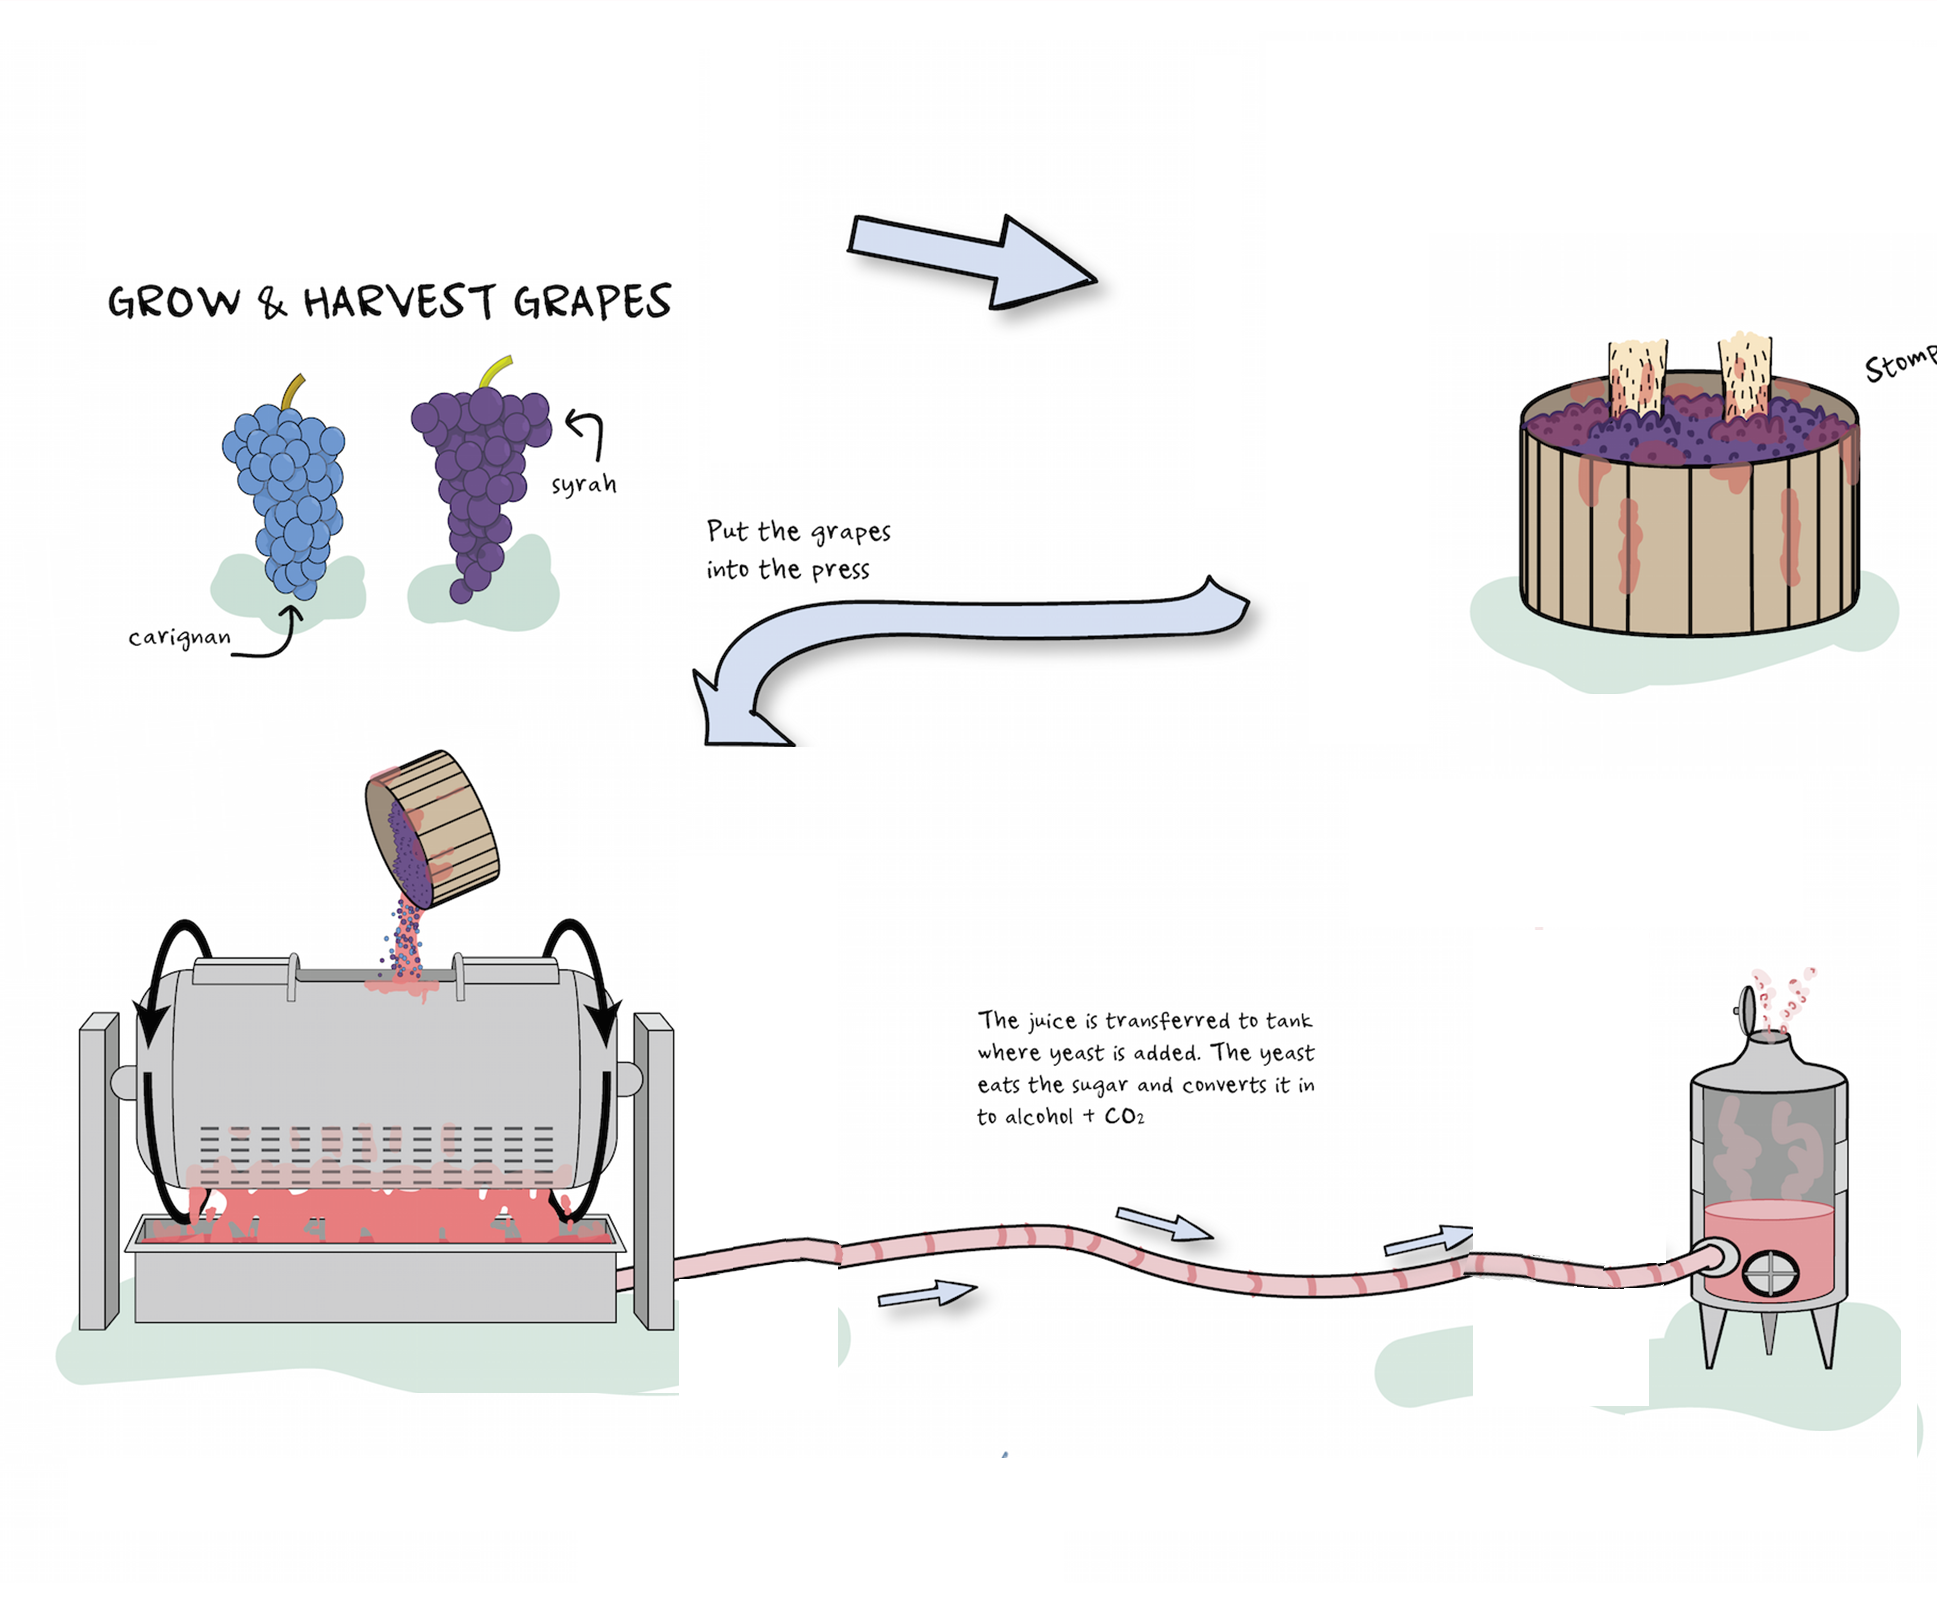 GROW & HARVEST GRAPES
syrah
carignan
Stomp
Put the grapes
into the press
The juice is transferred to tank
where yeast is added. The yeast
eats the sugar and converts it in
to alcohol + CO₂